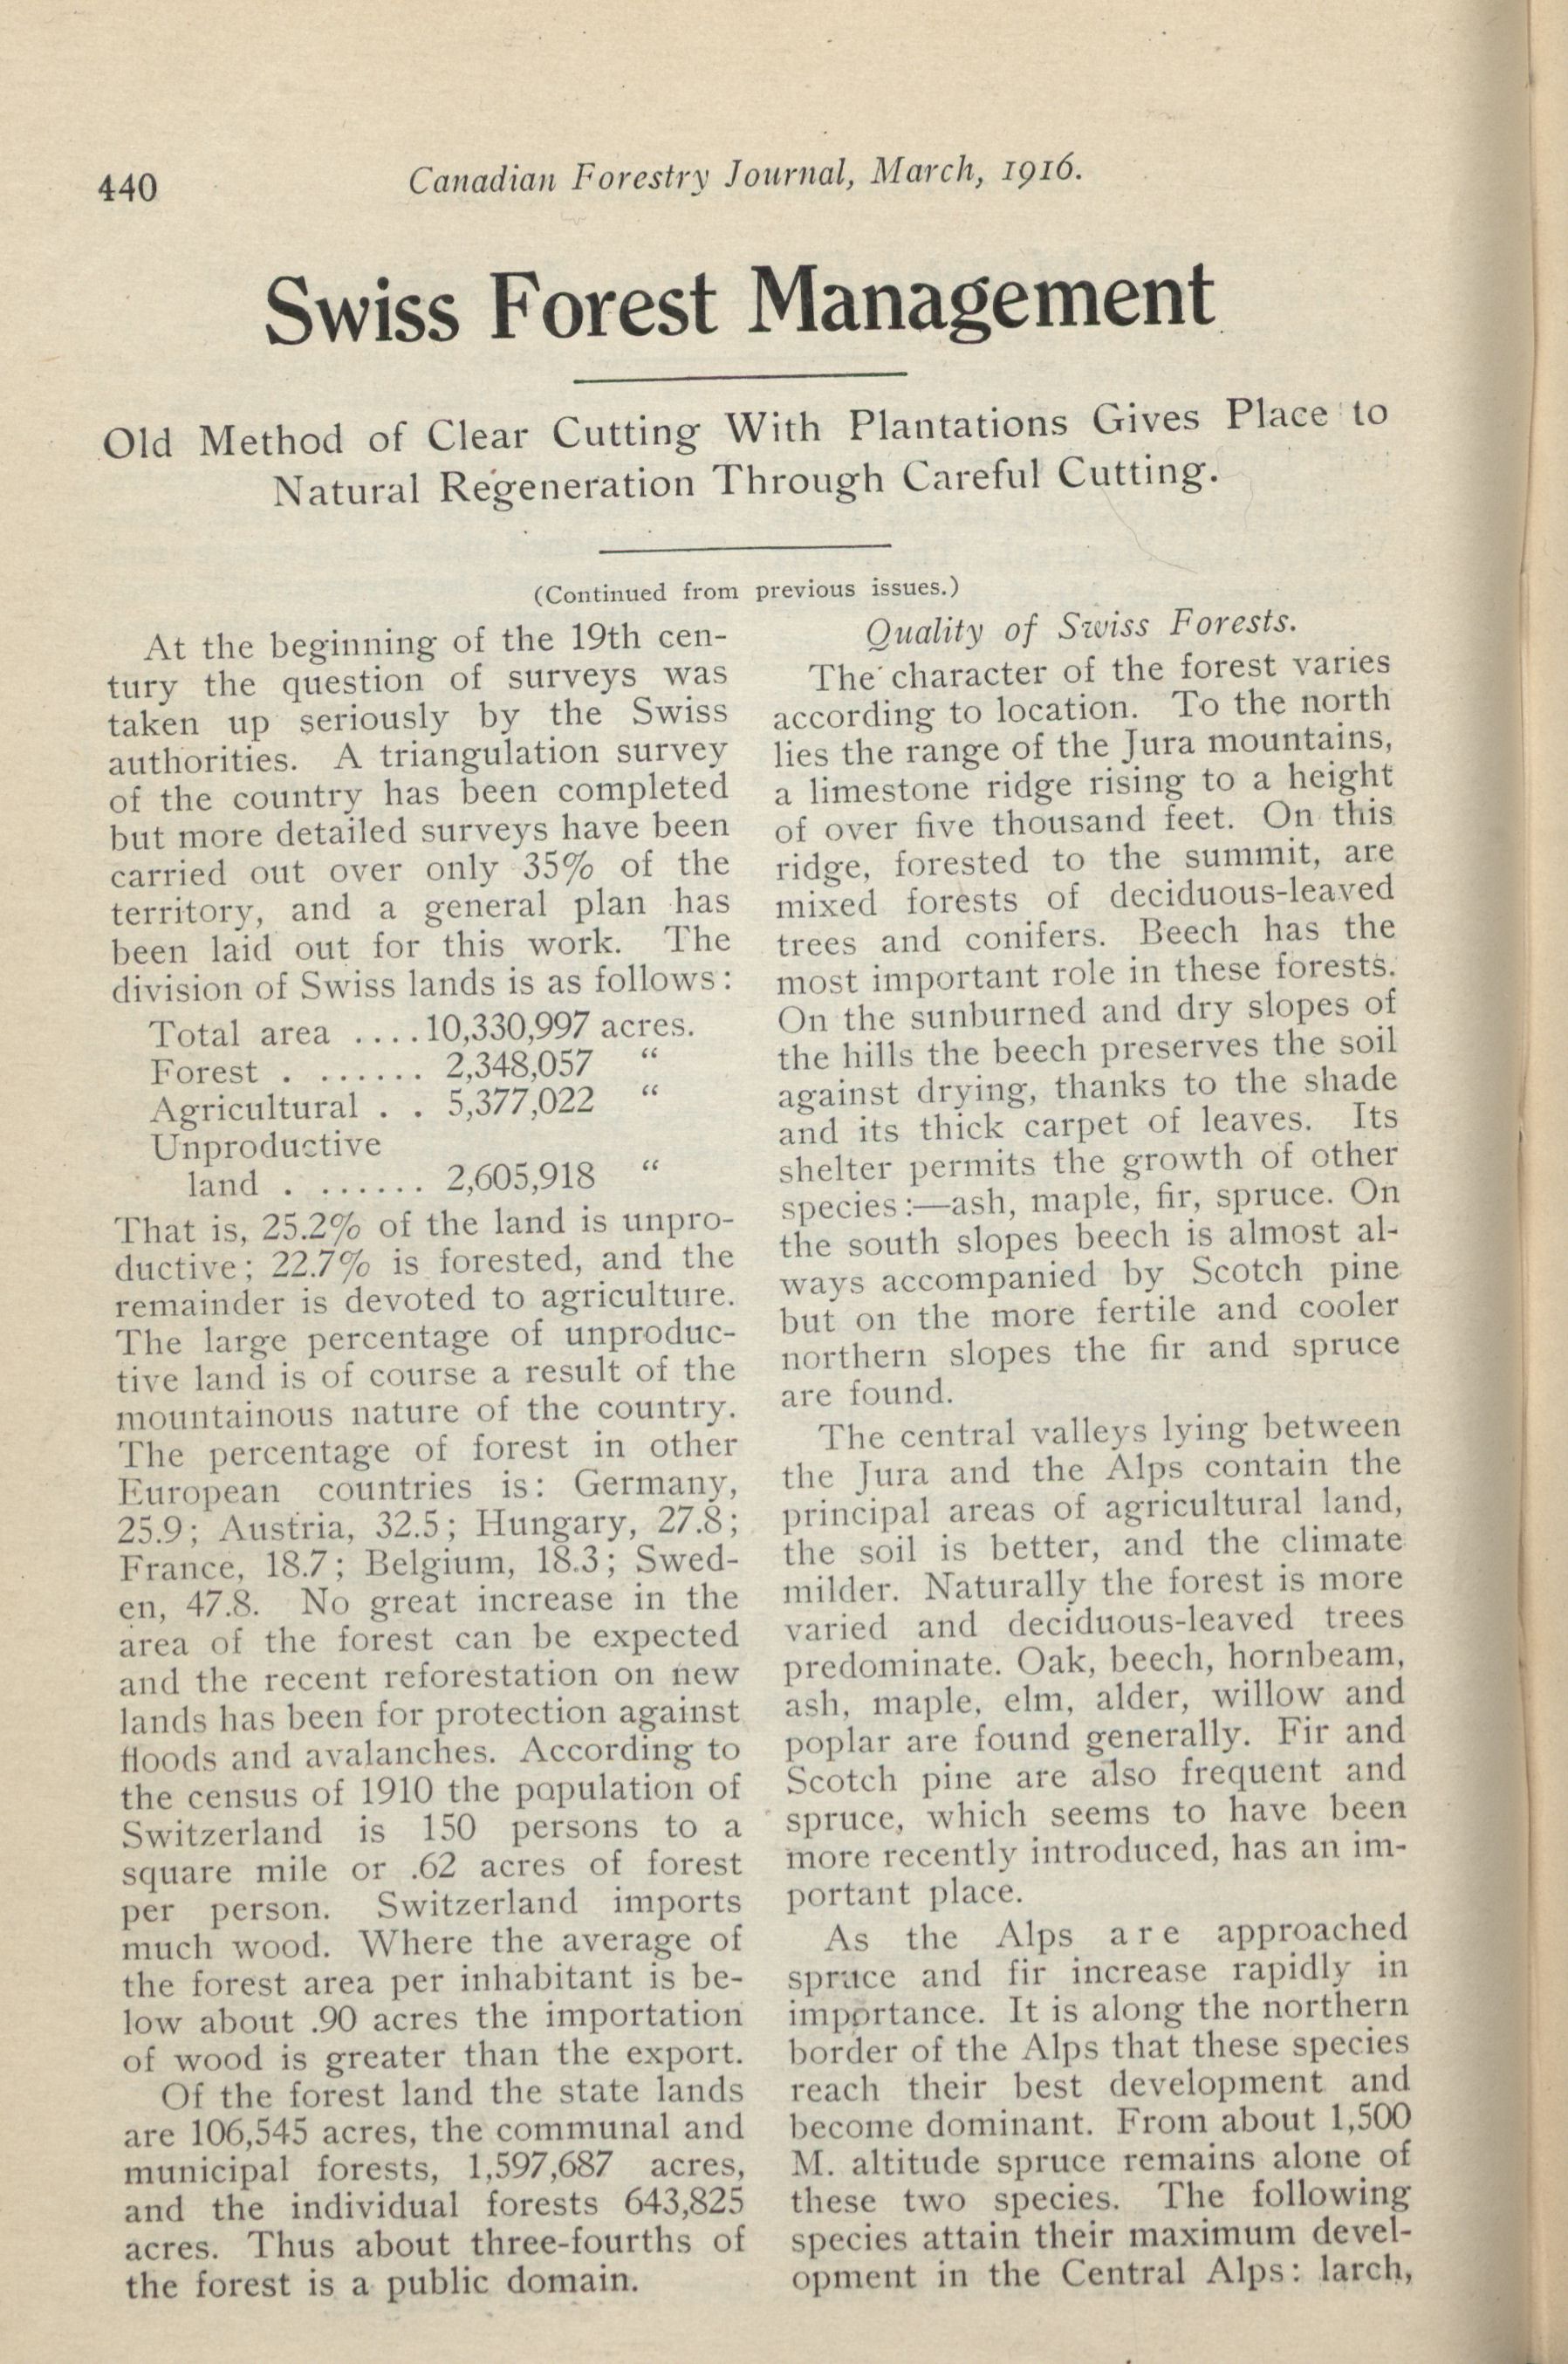 440
Canadian Forestry Journal, March, 1916.
Swiss Forest Management
Old Method of Clear Cutting With Plantations Gives Place to
Natural Regeneration Through Careful Cutting.
(Continued from previous issues.)
At the beginning of the 19th cen-
tury the question of surveys was
taken up seriously by the Swiss
authorities. A triangulation survey
of the country has been completed
but more detailed surveys have been
carried out over only 35% of the
territory, and a general plan has
been laid out for this work. The
division of Swiss lands is as follows:
Total area ....10,330,997 acres.
Forest . ...... 2,348,057 "
Agricultural . . 5,377,022 "
Unproductive
land . ...... 2,605,918 "
That is, 25.2% of the land is unpro-
ductive; 22.7% is forested, and the
remainder is devoted to agriculture.
The large percentage of unproduc-
tive land is of course a result of the
mountainous nature of the country.
The percentage of forest in other
European countries is: Germany,
25.9; Austria, 32.5; Hungary, 27.8;
France, 18.7; Belgium, 18.3; Swed-
en, 47.8. No great increase in the
area of the forest can be expected
and the recent reforestation on new
lands has been for protection against
floods and avalanches. According to
the census of 1910 the population of
Switzerland is 150 persons to a
square mile or .62 acres of forest
per person. Switzerland imports
much wood. Where the average of
the forest area per inhabitant is be-
low about .90 acres the importation
of wood is greater than the export.
Of the forest land the state lands
are 106,545 acres, the communal and
municipal forests, 1,597,687 acres,
and the individual forests 643,825
acres. Thus about three-fourths of
the forest is a public domain.
Quality of Swiss Forests.
The character of the forest varies
according to location. To the north
lies the range of the Jura mountains,
a limestone ridge rising to a height
of over five thousand feet. On this
ridge, forested to the summit, are
mixed forests of deciduous-leaved
trees and conifers. Beech has the
most important role in these forests.
On the sunburned and dry slopes of
the hills the beech preserves the soil
against drying, thanks to the shade
and its thick carpet of leaves. Its
shelter permits the growth of other
species:—ash, maple, fir, spruce. On
the south slopes beech is almost al-
ways accompanied by Scotch pine
but on the more fertile and cooler
northern slopes the fir and spruce
are found.
The central valleys lying between
the Jura and the Alps contain the
principal areas of agricultural land,
the soil is better, and the climate
milder. Naturally the forest is more
varied and deciduous-leaved trees
predominate. Oak, beech, hornbeam,
ash, maple, elm, alder, willow and
poplar are found generally. Fir and
Scotch pine are also frequent and
spruce, which seems to have been
more recently introduced, has an im-
portant place.
As the Alps are approached
spruce and fir increase rapidly in
importance. It is along the northern
border of the Alps that these species
reach their best development and
become dominant. From about 1,500
M. altitude spruce remains alone of
these two species. The following
species attain their maximum devel-
opment in the Central Alps: larch,